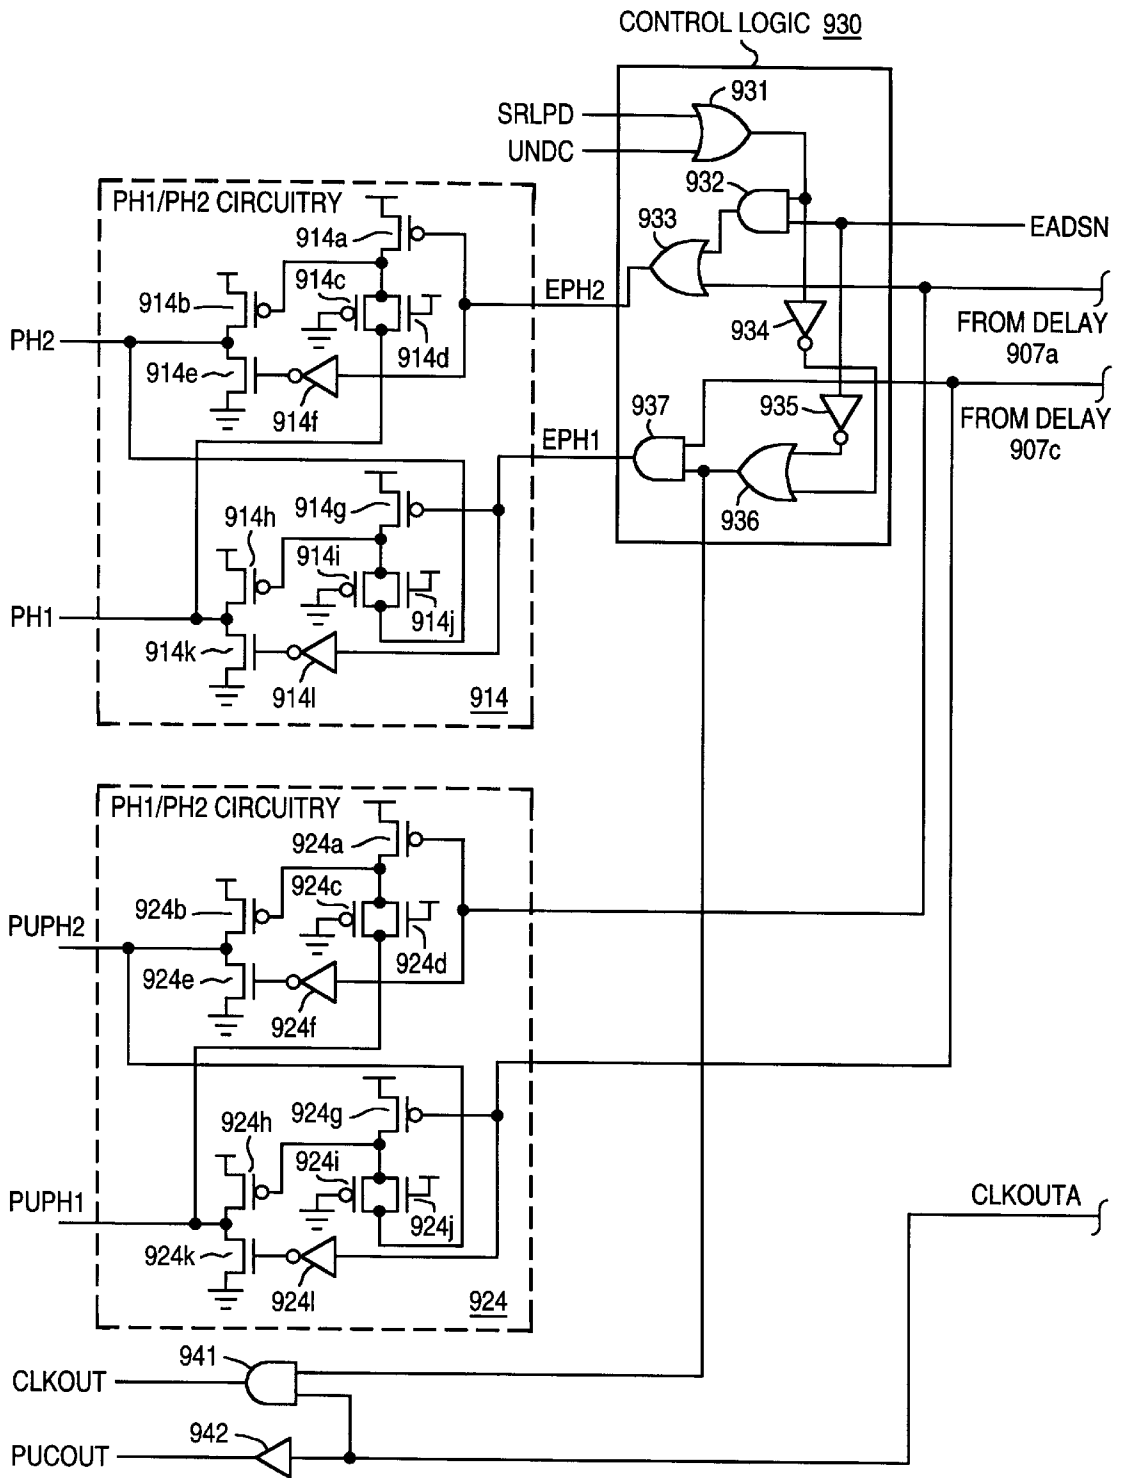 CONTROL LOGIC 930
931
SRLPD
UNDC
932
933
EADSN
EPH2
934
FROM DELAY
907a
935
937
FROM DELAY
907c
EPH1
936
PH1/PH2 CIRCUITRY
914a
914b
914c
914d
PH2
914e
914f
914g
914h
914i
914j
PH1
914k
914l
914
PH1/PH2 CIRCUITRY
924a
924b
924c
924d
PUPH2
924e
924f
924g
924h
924i
924j
PUPH1
924k
924l
924
CLKOUTA
941
CLKOUT
942
PUCOUT